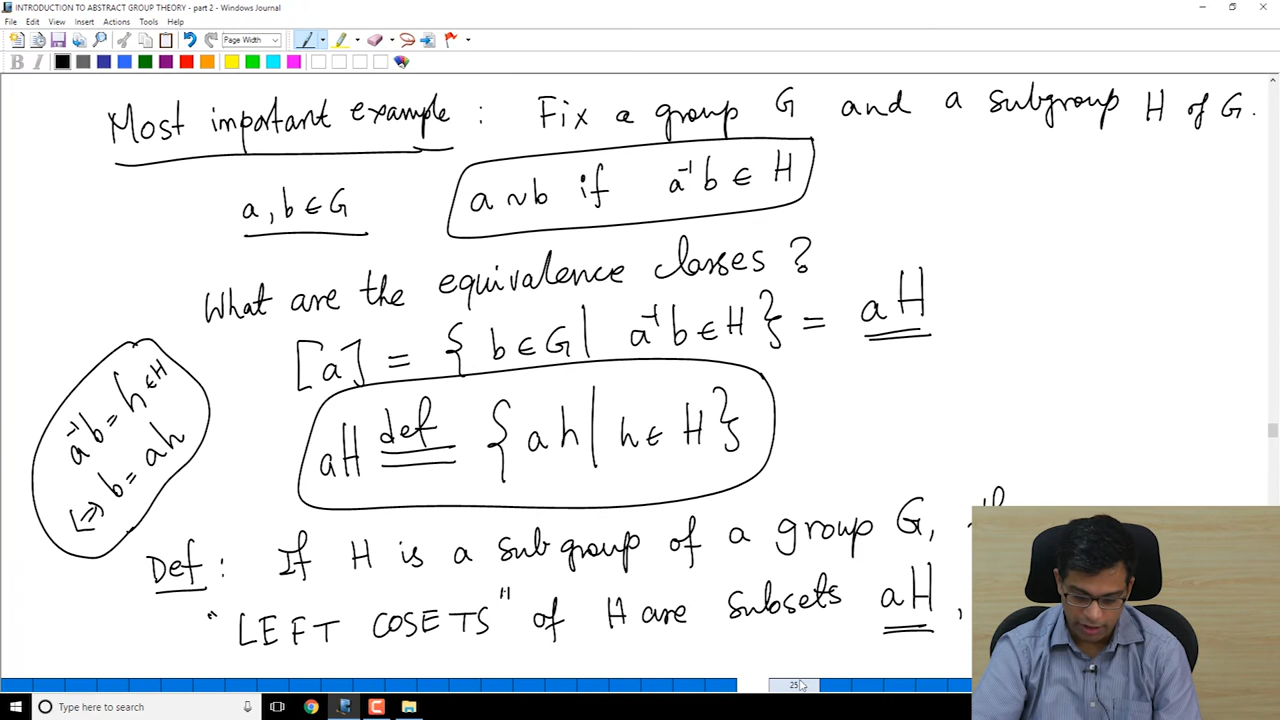 INTRODUCTION TO ABSTRACT GROUP THEORY - part 2 - Windows Journal
File Edit View Insert Actions Tools Help
Page Width
B I
Most important example : Fix a group G and a subgroup H of G.
a, b ∈ G a ~ b if a⁻¹b ∈ H
What are the equivalence classes ?
[a] = { b ∈ G | a⁻¹b ∈ H } = aH
a⁻¹b = h ∈ H
⇔ b = ah
aH def { ah | h ∈ H }
Def : If H is a subgroup of a group G,
"LEFT COSETS" of H are subsets aH,
25
Type here to search